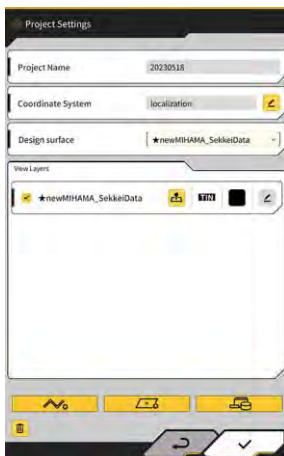 Project Settings
Project Name 20230518
Coordinate System localization
Design surface ★newMIHAMA_SekkeiData
View Layers
★newMIHAMA_SekkeiData TIN